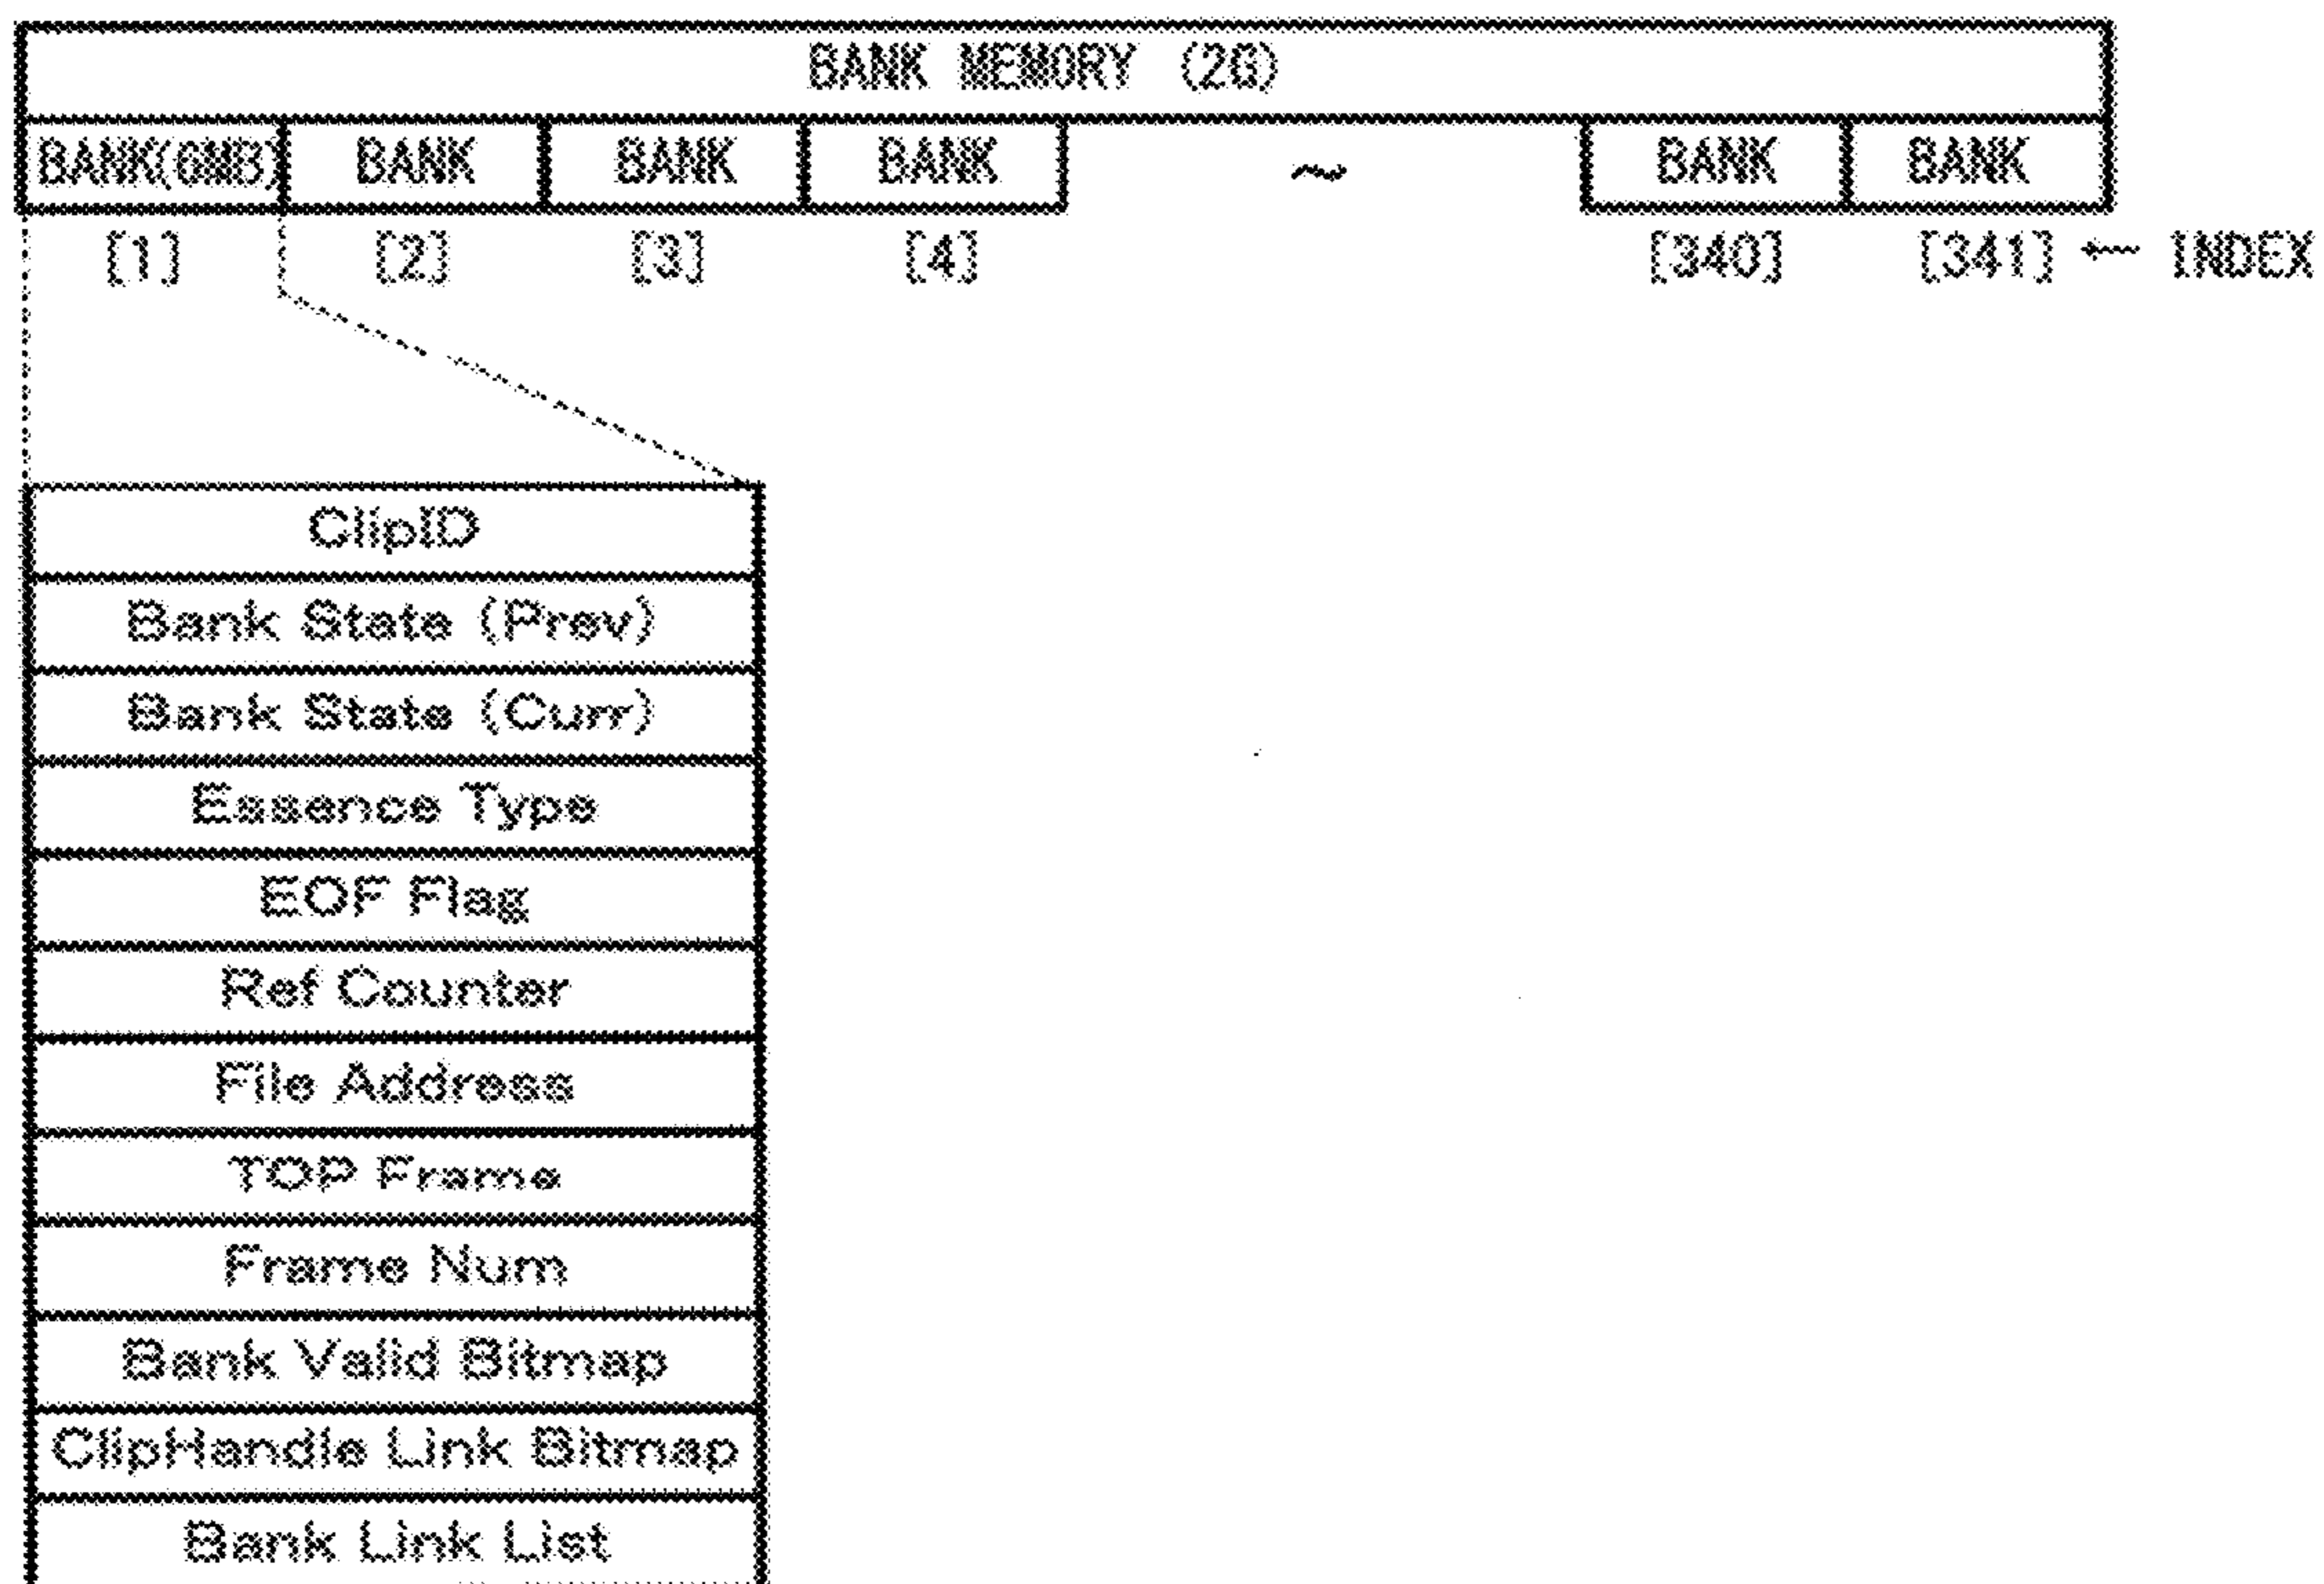 BANK MEMORY (2G)
BANK(6MB) BANK BANK BANK ~ BANK BANK
[1] [2] [3] [4] [340] [341] ← INDEX
ClipID
Bank State (Prev)
Bank State (Curr)
Essence Type
EOF Flag
Ref Counter
File Address
TOP Frame
Frame Num
Bank Valid Bitmap
ClipHandle Link Bitmap
Bank Link List